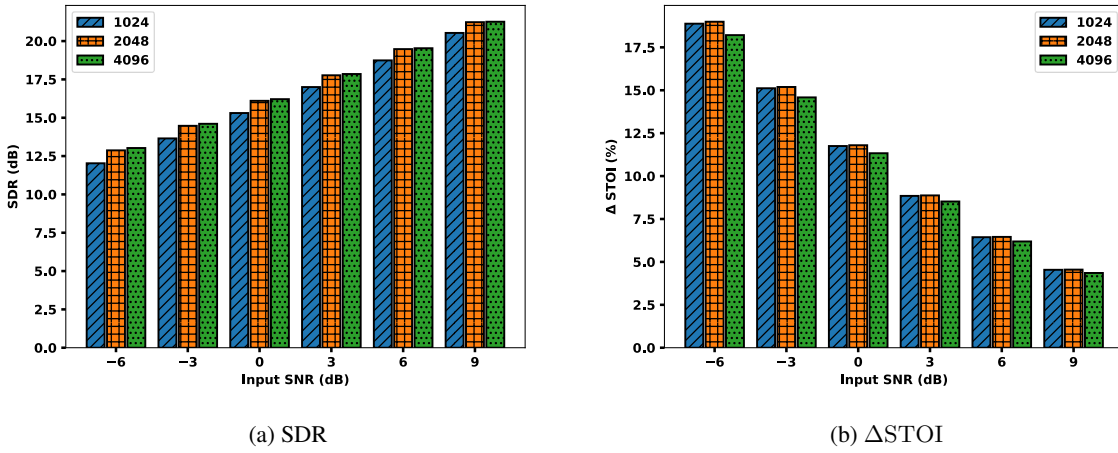 20.0
17.5
15.0
12.5
10.0
7.5
5.0
2.5
0.0
SDR (dB)
1024
2048
4096
−6 −3 0 3 6 9
Input SNR (dB)
(a) SDR
17.5
15.0
12.5
10.0
7.5
5.0
2.5
0.0
Δ STOI (%)
1024
2048
4096
−6 −3 0 3 6 9
Input SNR (dB)
(b) ΔSTOI